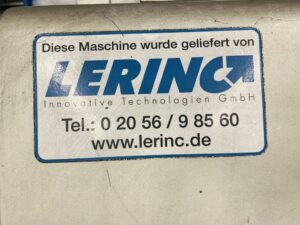 Diese Maschine wurde geliefert von
LERINC
Innovative Technologien GmbH
Tel.: 0 20 56 / 9 85 60
www.lerinc.de